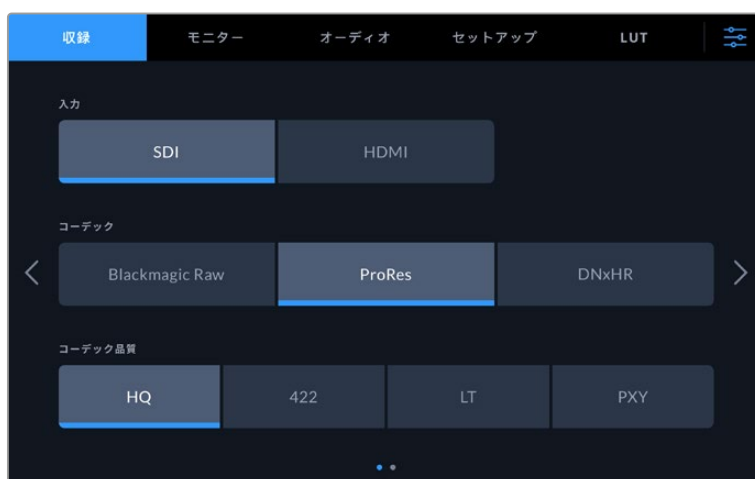 収録 モニター オーディオ セットアップ LUT
入力
SDI HDMI
コーデック
Blackmagic Raw ProRes DNxHR
コーデック品質
HQ 422 LT PXY